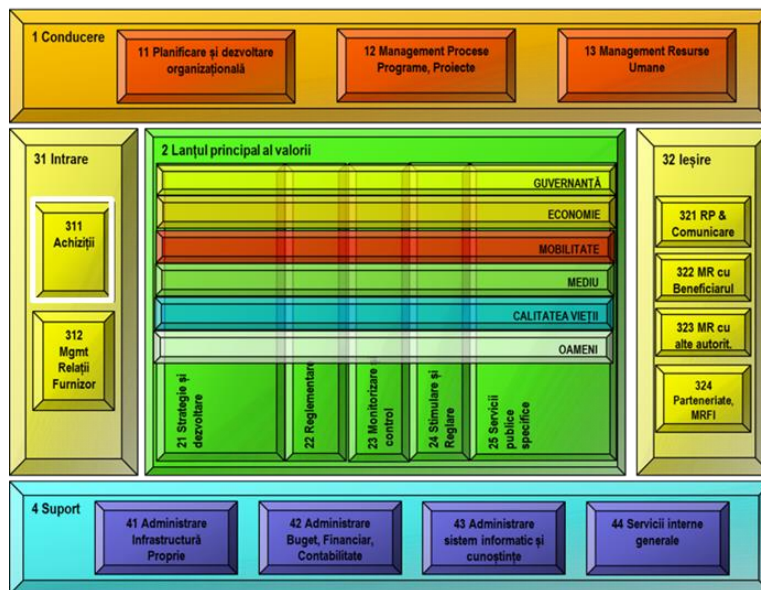 1 Conducere
11 Planificare și dezvoltare
organizațională
12 Management Procese
Programe, Proiecte
13 Management Resurse
Umane
31 Intrare
311
Achiziții
312
Mgmt
Relații
Furnizor
2 Lanțul principal al valorii
GUVERNANȚĂ
ECONOMIE
MOBILITATE
MEDIU
CALITATEA VIEȚII
OAMENI
21 Strategie și
dezvoltare
22 Reglementare
23 Monitorizare și
control
24 Stimulare și
Reglare
25 Servicii
publice
specifice
32 Ieșire
321 RP &
Comunicare
322 MR cu
Beneficiarul
323 MR cu
alte autorit.
324
Parteneriate,
MRFI
4 Suport
41 Administrare
Infrastructură
Proprie
42 Administrare
Buget, Financiar,
Contabilitate
43 Administrare
sistem informatic și
cunoștințe
44 Servicii interne
generale